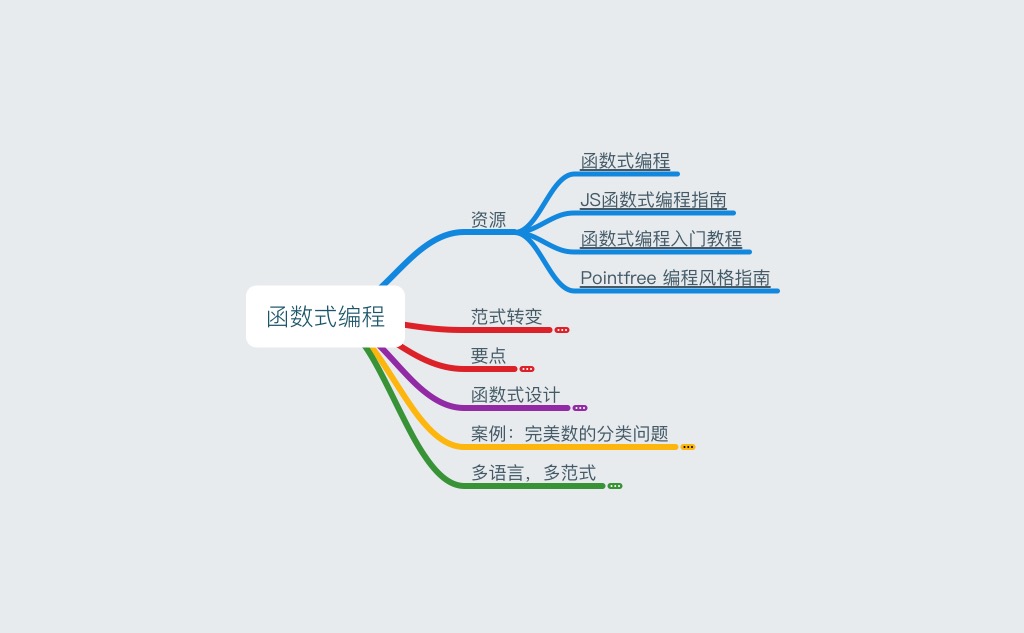 函数式编程
资源
函数式编程
JS函数式编程指南
函数式编程入门教程
Pointfree 编程风格指南
范式转变
要点
函数式设计
案例：完美数的分类问题
多语言，多范式